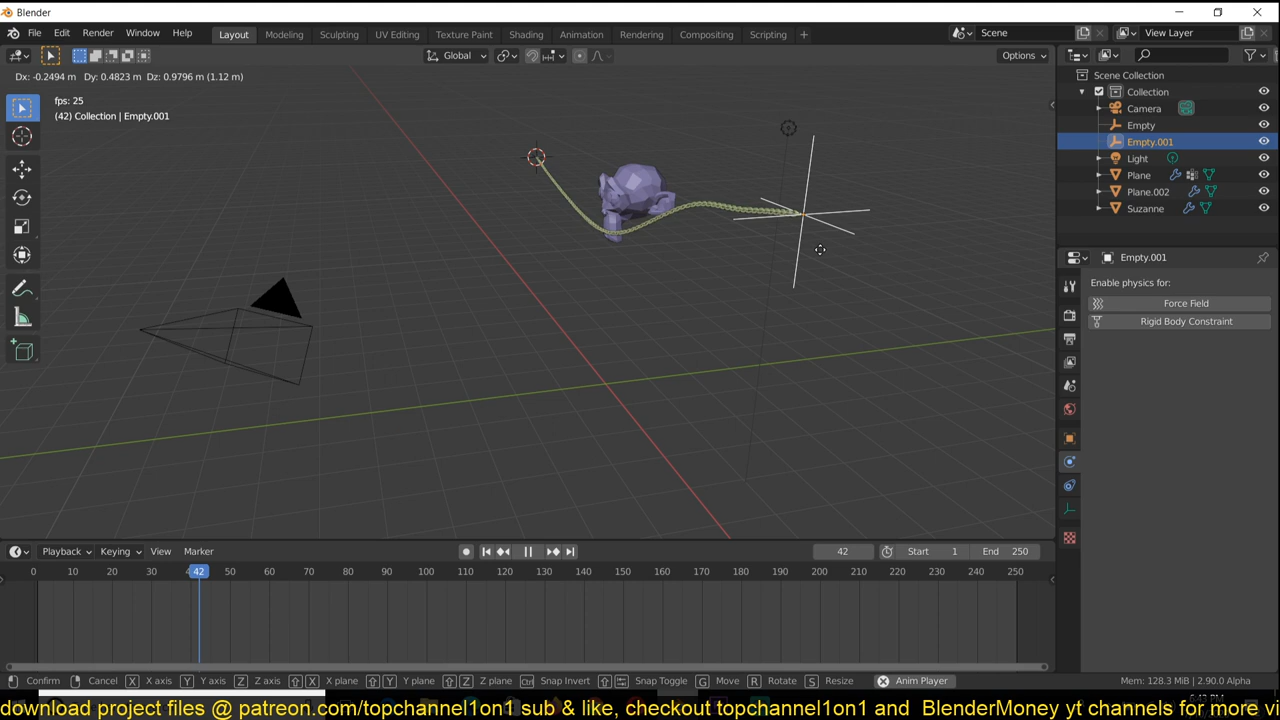 Blender
File Edit Render Window Help Layout Modeling Sculpting UV Editing Texture Paint Shading Animation Rendering Compositing Scripting + Scene View Layer
Global Options
Dx: -0.2494 m Dy: 0.4823 m Dz: 0.9796 m (1.12 m)
fps: 25
(42) Collection | Empty.001
Scene Collection
Collection
Camera
Empty
Empty.001
Light
Plane
Plane.002
Suzanne
Empty.001
Enable physics for:
Force Field
Rigid Body Constraint
Playback Keying View Marker 42 Start 1 End 250
0 10 20 30 42 50 60 70 80 90 100 110 120 130 140 150 160 170 180 190 200 210 220 230 240 250
Confirm Cancel X X axis Y Y axis Z Z axis X X plane Y Y plane Z Z plane Snap Invert Snap Toggle G Move R Rotate S Resize Anim Player Mem: 128.3 MiB | 2.90.0 Alpha
download project files @ patreon.com/topchannel1on1 sub & like, checkout topchannel1on1 and BlenderMoney yt channels for more vi